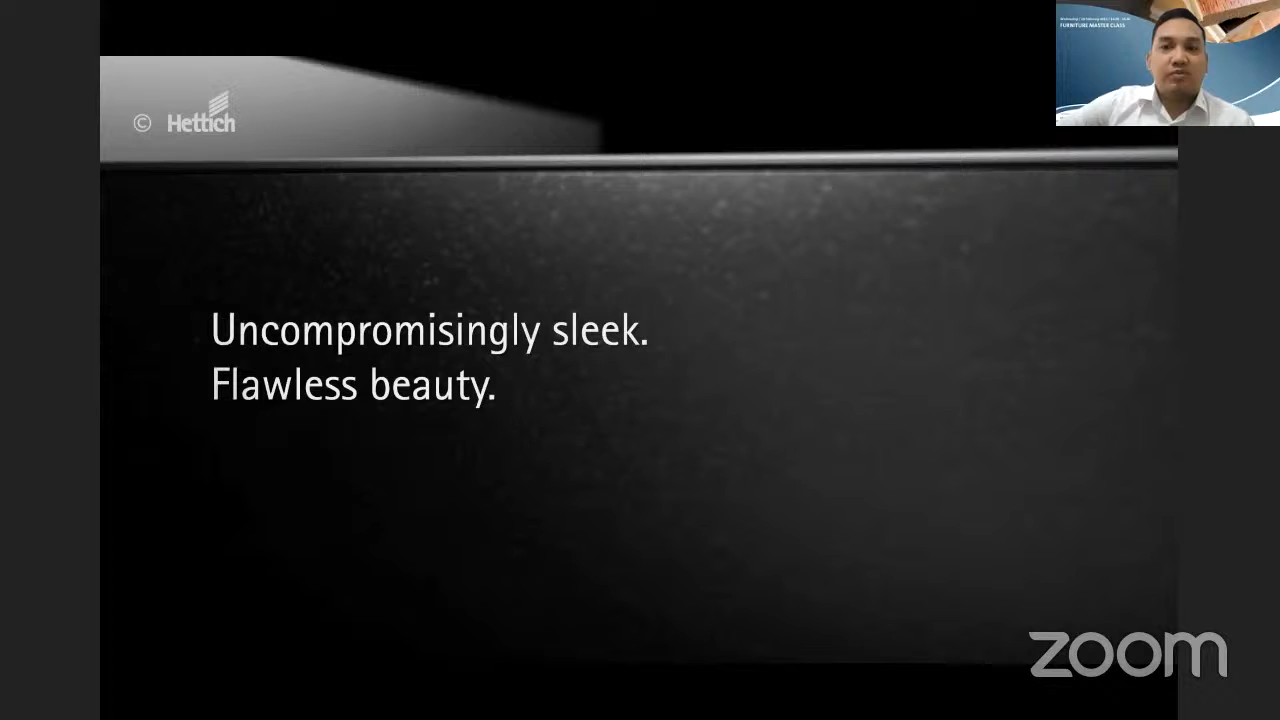 © Hettich
FURNITURE MASTER CLASS
Uncompromisingly sleek.
Flawless beauty.
zoom